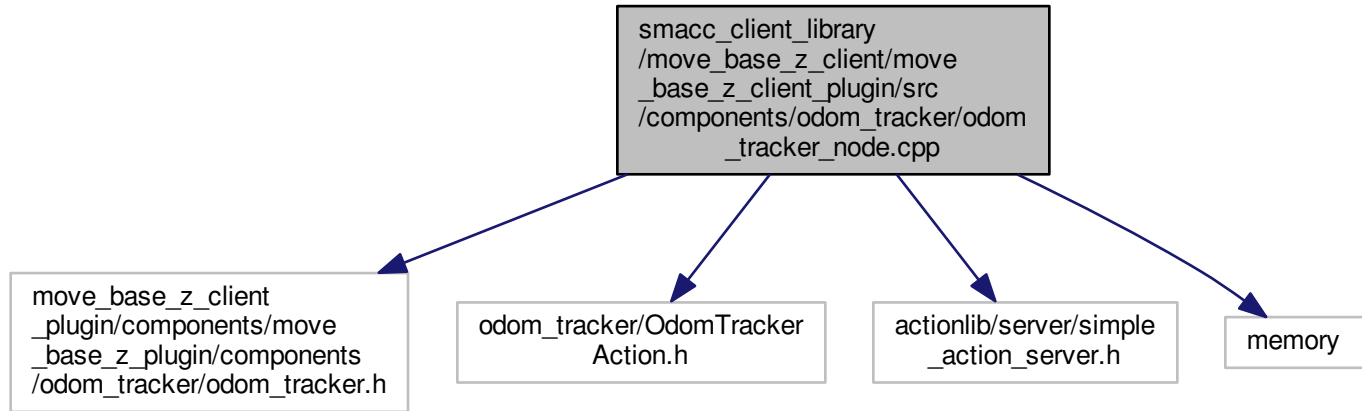 smacc_client_library
/move_base_z_client/move
_base_z_client_plugin/src
/components/odom_tracker/odom
_tracker_node.cpp
move_base_z_client
_plugin/components/move
_base_z_plugin/components
/odom_tracker/odom_tracker.h
odom_tracker/OdomTracker
Action.h
actionlib/server/simple
_action_server.h
memory